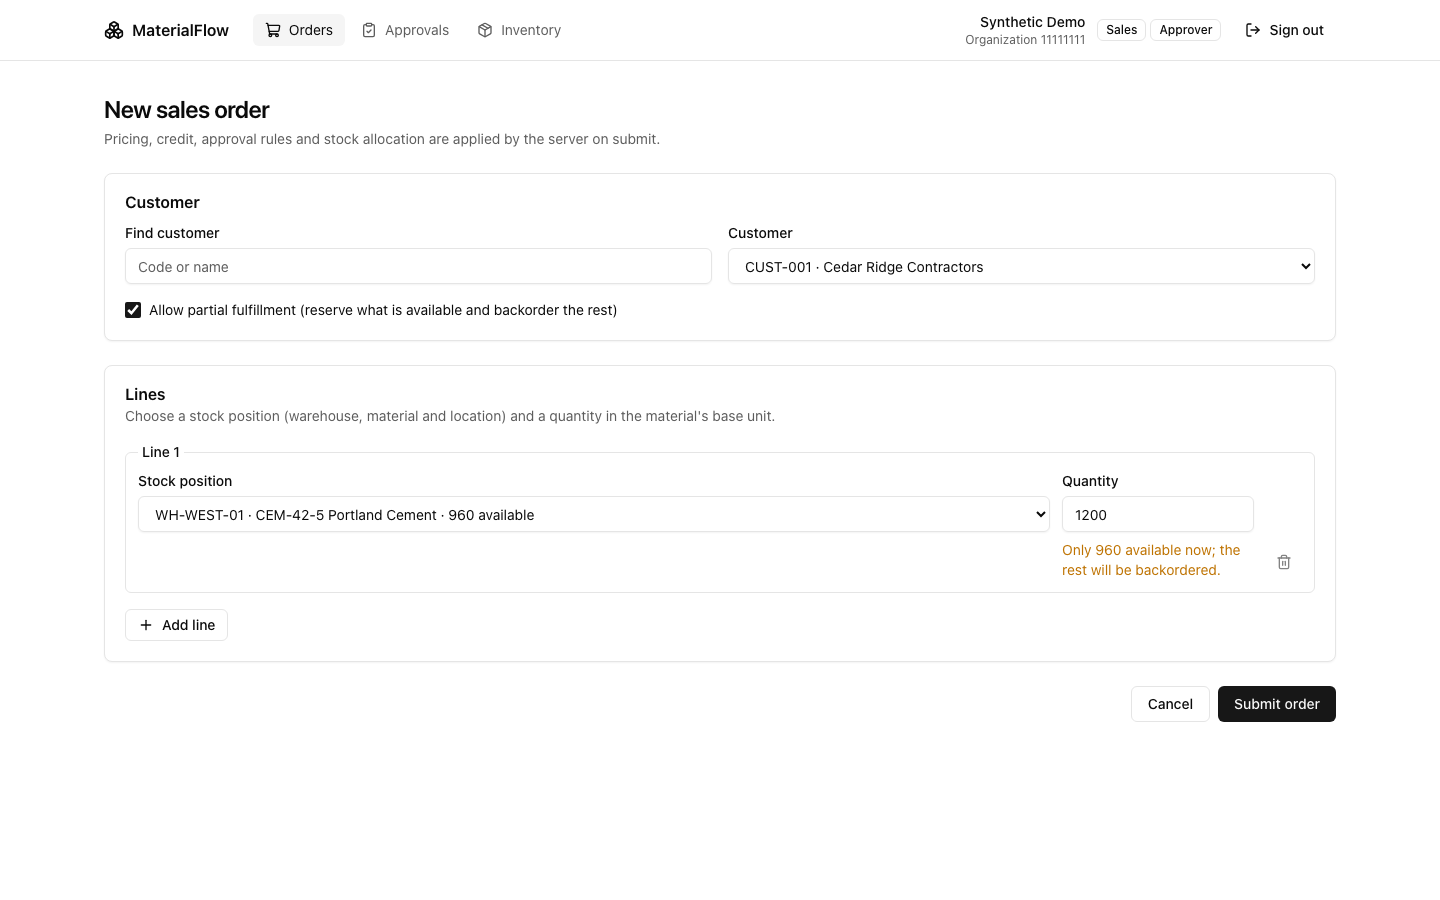 MaterialFlow
Orders
Approvals
Inventory
Synthetic Demo
Organization 11111111
Sales
Approver
Sign out
New sales order
Pricing, credit, approval rules and stock allocation are applied by the server on submit.
Customer
Find customer
Code or name
Customer
CUST-001 · Cedar Ridge Contractors
Allow partial fulfillment (reserve what is available and backorder the rest)
Lines
Choose a stock position (warehouse, material and location) and a quantity in the material's base unit.
Line 1
Stock position
WH-WEST-01 · CEM-42-5 Portland Cement · 960 available
Quantity
1200
Only 960 available now; the
rest will be backordered.
Add line
Cancel
Submit order